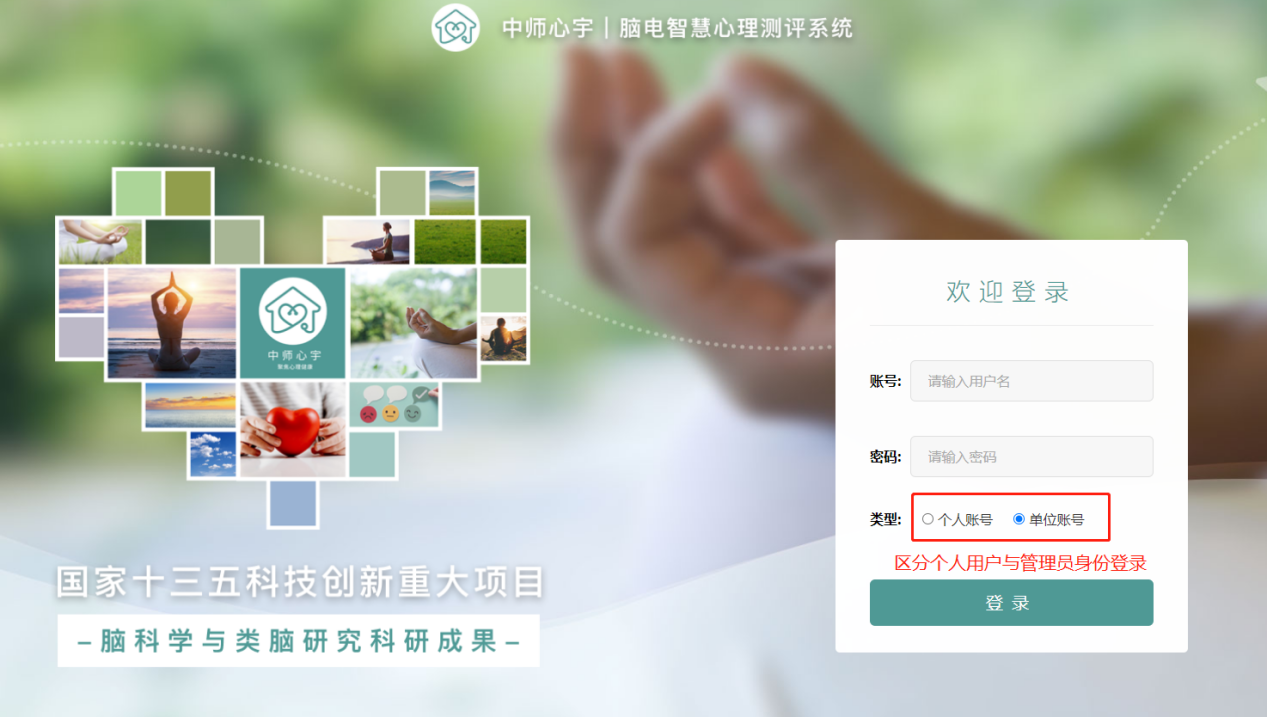 中师心宇｜脑电智慧心理测评系统
中师心宇
国家十三五科技创新重大项目
–脑科学与类脑研究科研成果–
欢迎登录
账号: 请输入用户名
密码: 请输入密码
类型: 个人账号 单位账号
区分个人用户与管理员身份登录
登录